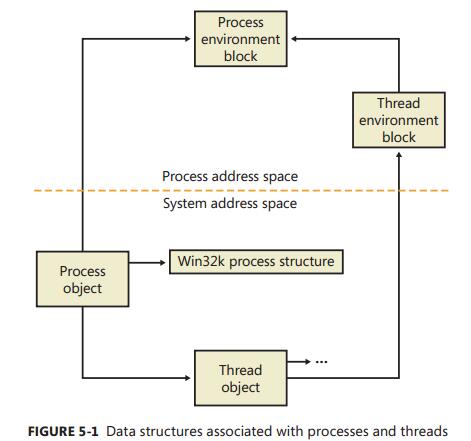 Process
environment
block
Thread
environment
block
Process address space
System address space
Process
object
Win32k process structure
Thread
object
...
FIGURE 5-1 Data structures associated with processes and threads